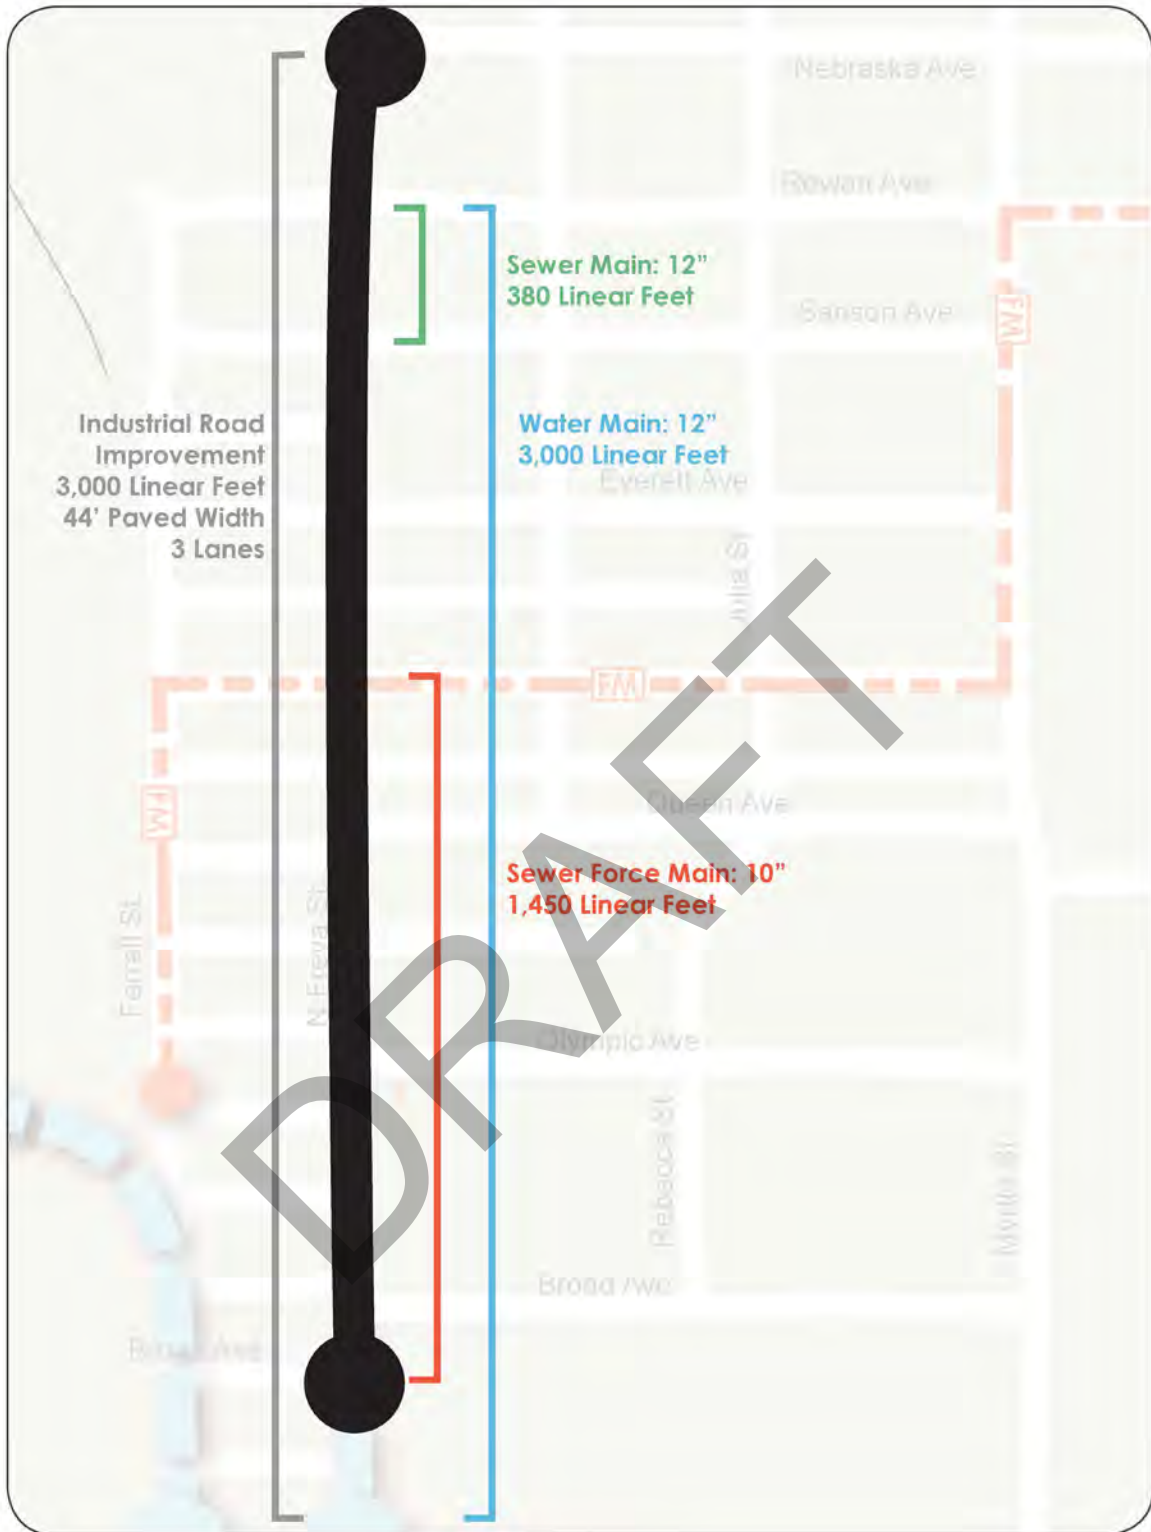 Nebraska Ave
Rowan Ave
Sewer Main: 12”
380 Linear Feet
Sanson Ave
FM
Industrial Road
Improvement
3,000 Linear Feet
44’ Paved Width
3 Lanes
Water Main: 12”
3,000 Linear Feet
Everett Ave
Julia St
FM
FM
Queen Ave
Sewer Force Main: 10”
1,450 Linear Feet
Ferrall St
N Freya St
DRAFT
Olympic Ave
Rebecca St
Myrtle St
Broad Ave
Broad Ave